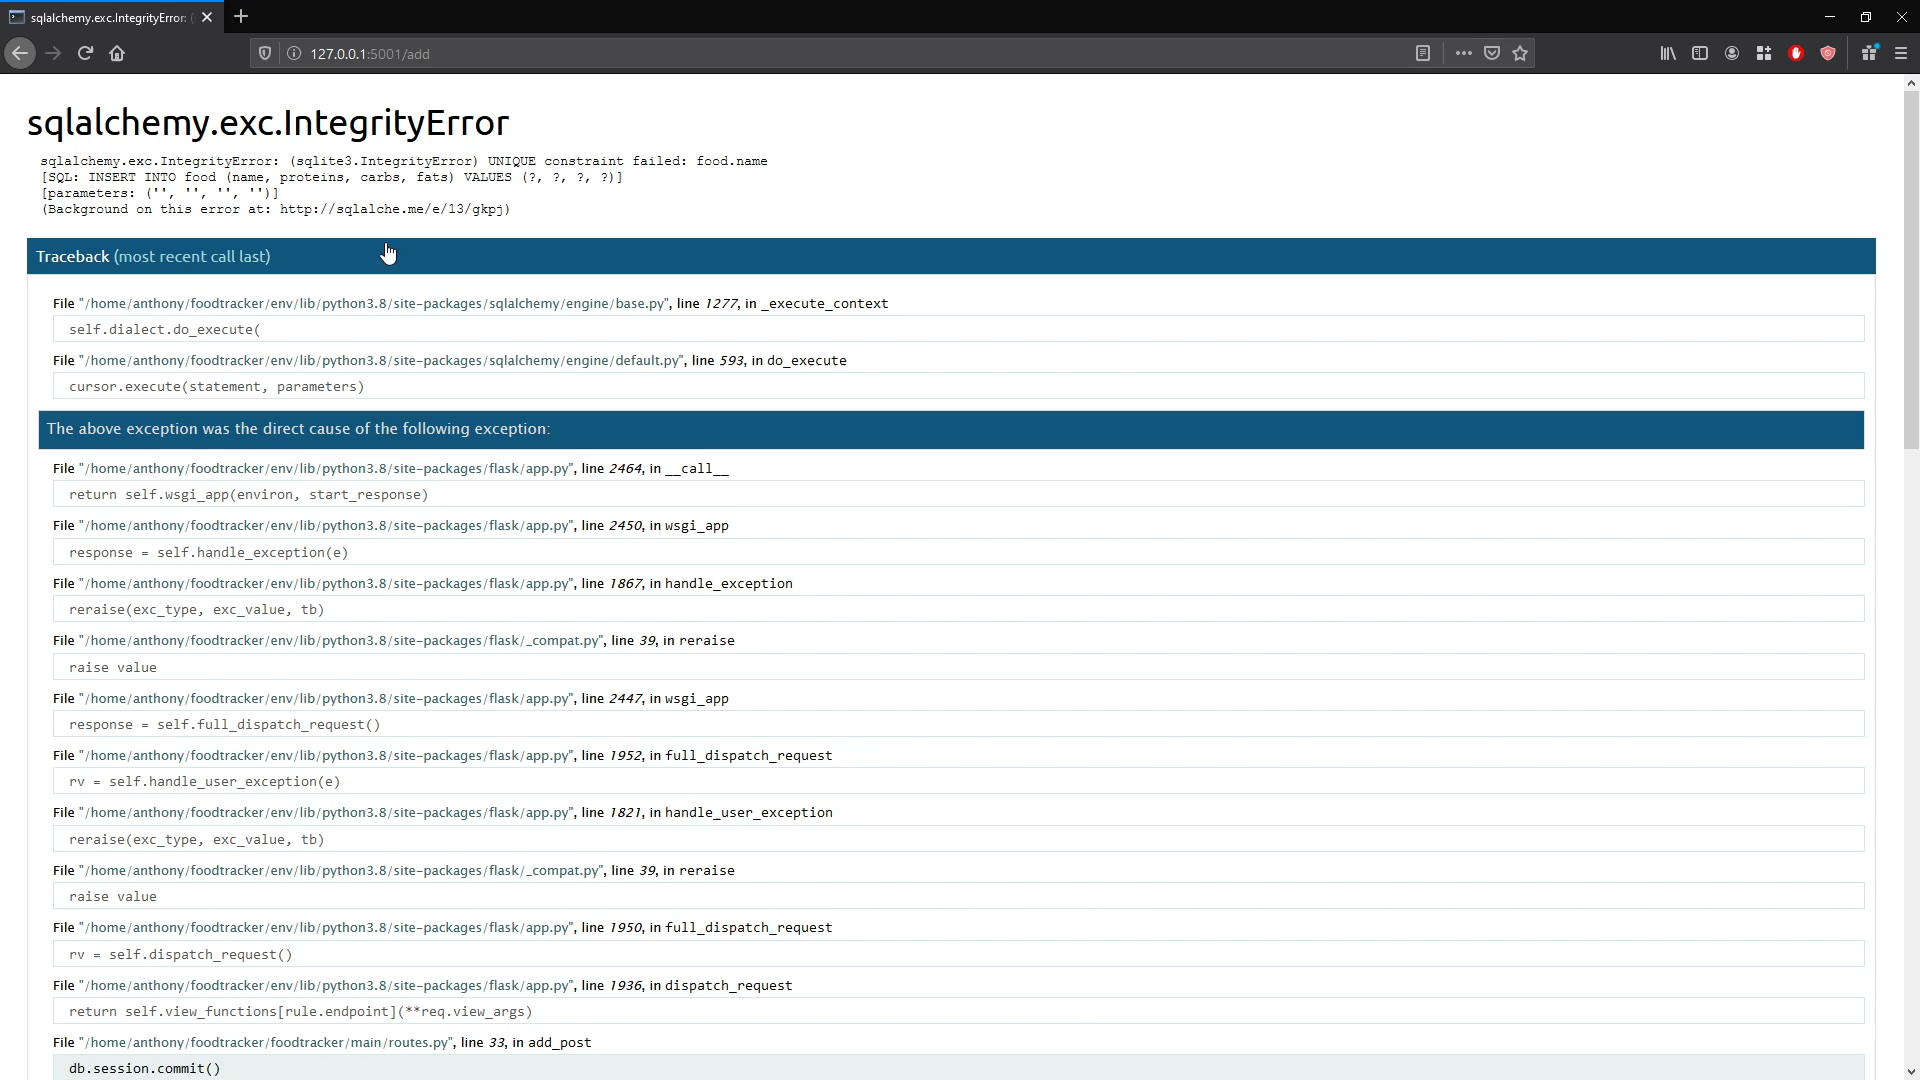 sqlalchemy.exc.IntegrityError: (
127.0.0.1:5001/add
sqlalchemy.exc.IntegrityError
sqlalchemy.exc.IntegrityError: (sqlite3.IntegrityError) UNIQUE constraint failed: food.name
[SQL: INSERT INTO food (name, proteins, carbs, fats) VALUES (?, ?, ?, ?)]
[parameters: ('', '', '', '')]
(Background on this error at: http://sqlalche.me/e/13/gkpj)
Traceback (most recent call last)
File "/home/anthony/foodtracker/env/lib/python3.8/site-packages/sqlalchemy/engine/base.py", line 1277, in _execute_context
self.dialect.do_execute(
File "/home/anthony/foodtracker/env/lib/python3.8/site-packages/sqlalchemy/engine/default.py", line 593, in do_execute
cursor.execute(statement, parameters)
The above exception was the direct cause of the following exception:
File "/home/anthony/foodtracker/env/lib/python3.8/site-packages/flask/app.py", line 2464, in __call__
return self.wsgi_app(environ, start_response)
File "/home/anthony/foodtracker/env/lib/python3.8/site-packages/flask/app.py", line 2450, in wsgi_app
response = self.handle_exception(e)
File "/home/anthony/foodtracker/env/lib/python3.8/site-packages/flask/app.py", line 1867, in handle_exception
reraise(exc_type, exc_value, tb)
File "/home/anthony/foodtracker/env/lib/python3.8/site-packages/flask/_compat.py", line 39, in reraise
raise value
File "/home/anthony/foodtracker/env/lib/python3.8/site-packages/flask/app.py", line 2447, in wsgi_app
response = self.full_dispatch_request()
File "/home/anthony/foodtracker/env/lib/python3.8/site-packages/flask/app.py", line 1952, in full_dispatch_request
rv = self.handle_user_exception(e)
File "/home/anthony/foodtracker/env/lib/python3.8/site-packages/flask/app.py", line 1821, in handle_user_exception
reraise(exc_type, exc_value, tb)
File "/home/anthony/foodtracker/env/lib/python3.8/site-packages/flask/_compat.py", line 39, in reraise
raise value
File "/home/anthony/foodtracker/env/lib/python3.8/site-packages/flask/app.py", line 1950, in full_dispatch_request
rv = self.dispatch_request()
File "/home/anthony/foodtracker/env/lib/python3.8/site-packages/flask/app.py", line 1936, in dispatch_request
return self.view_functions[rule.endpoint](**req.view_args)
File "/home/anthony/foodtracker/foodtracker/main/routes.py", line 33, in add_post
db.session.commit()